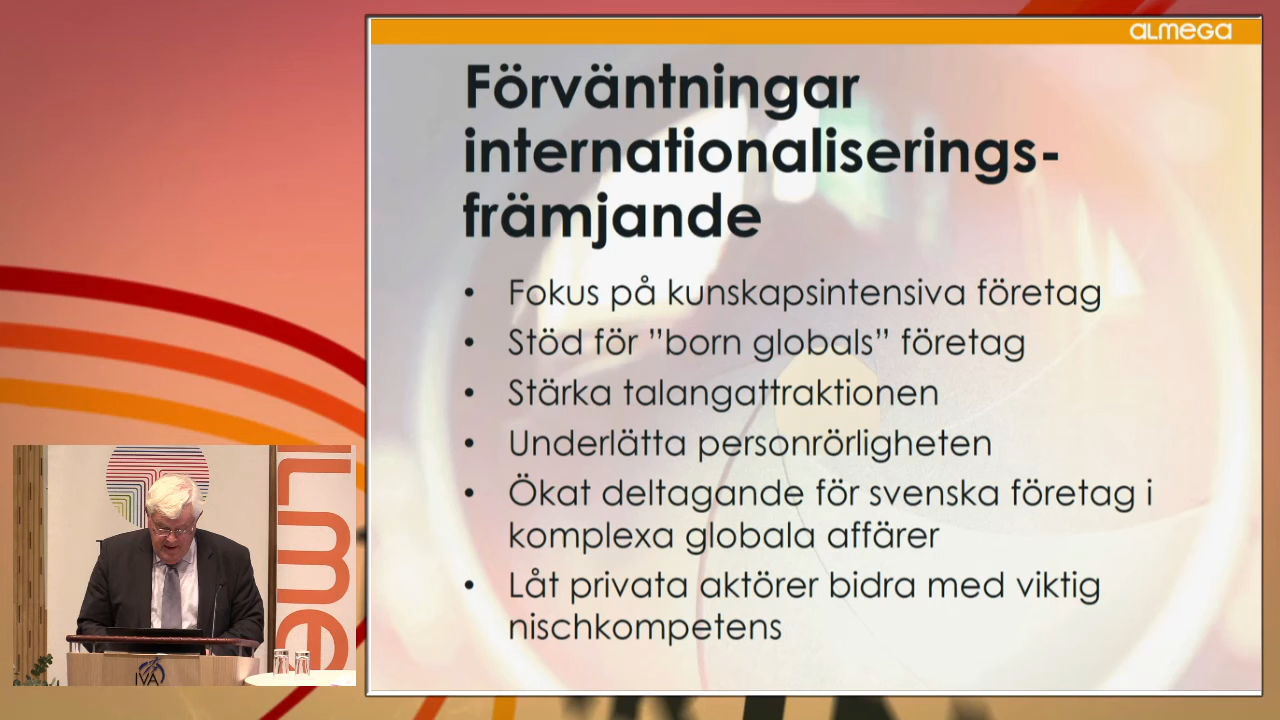 ALMEGA
Förväntningar
internationaliserings-
främjande
• Fokus på kunskapsintensiva företag
• Stöd för ”born globals” företag
• Stärka talangattraktionen
• Underlätta personrörligheten
• Ökat deltagande för svenska företag i
komplexa globala affärer
• Låt privata aktörer bidra med viktig
nischkompetens
LME
IVA